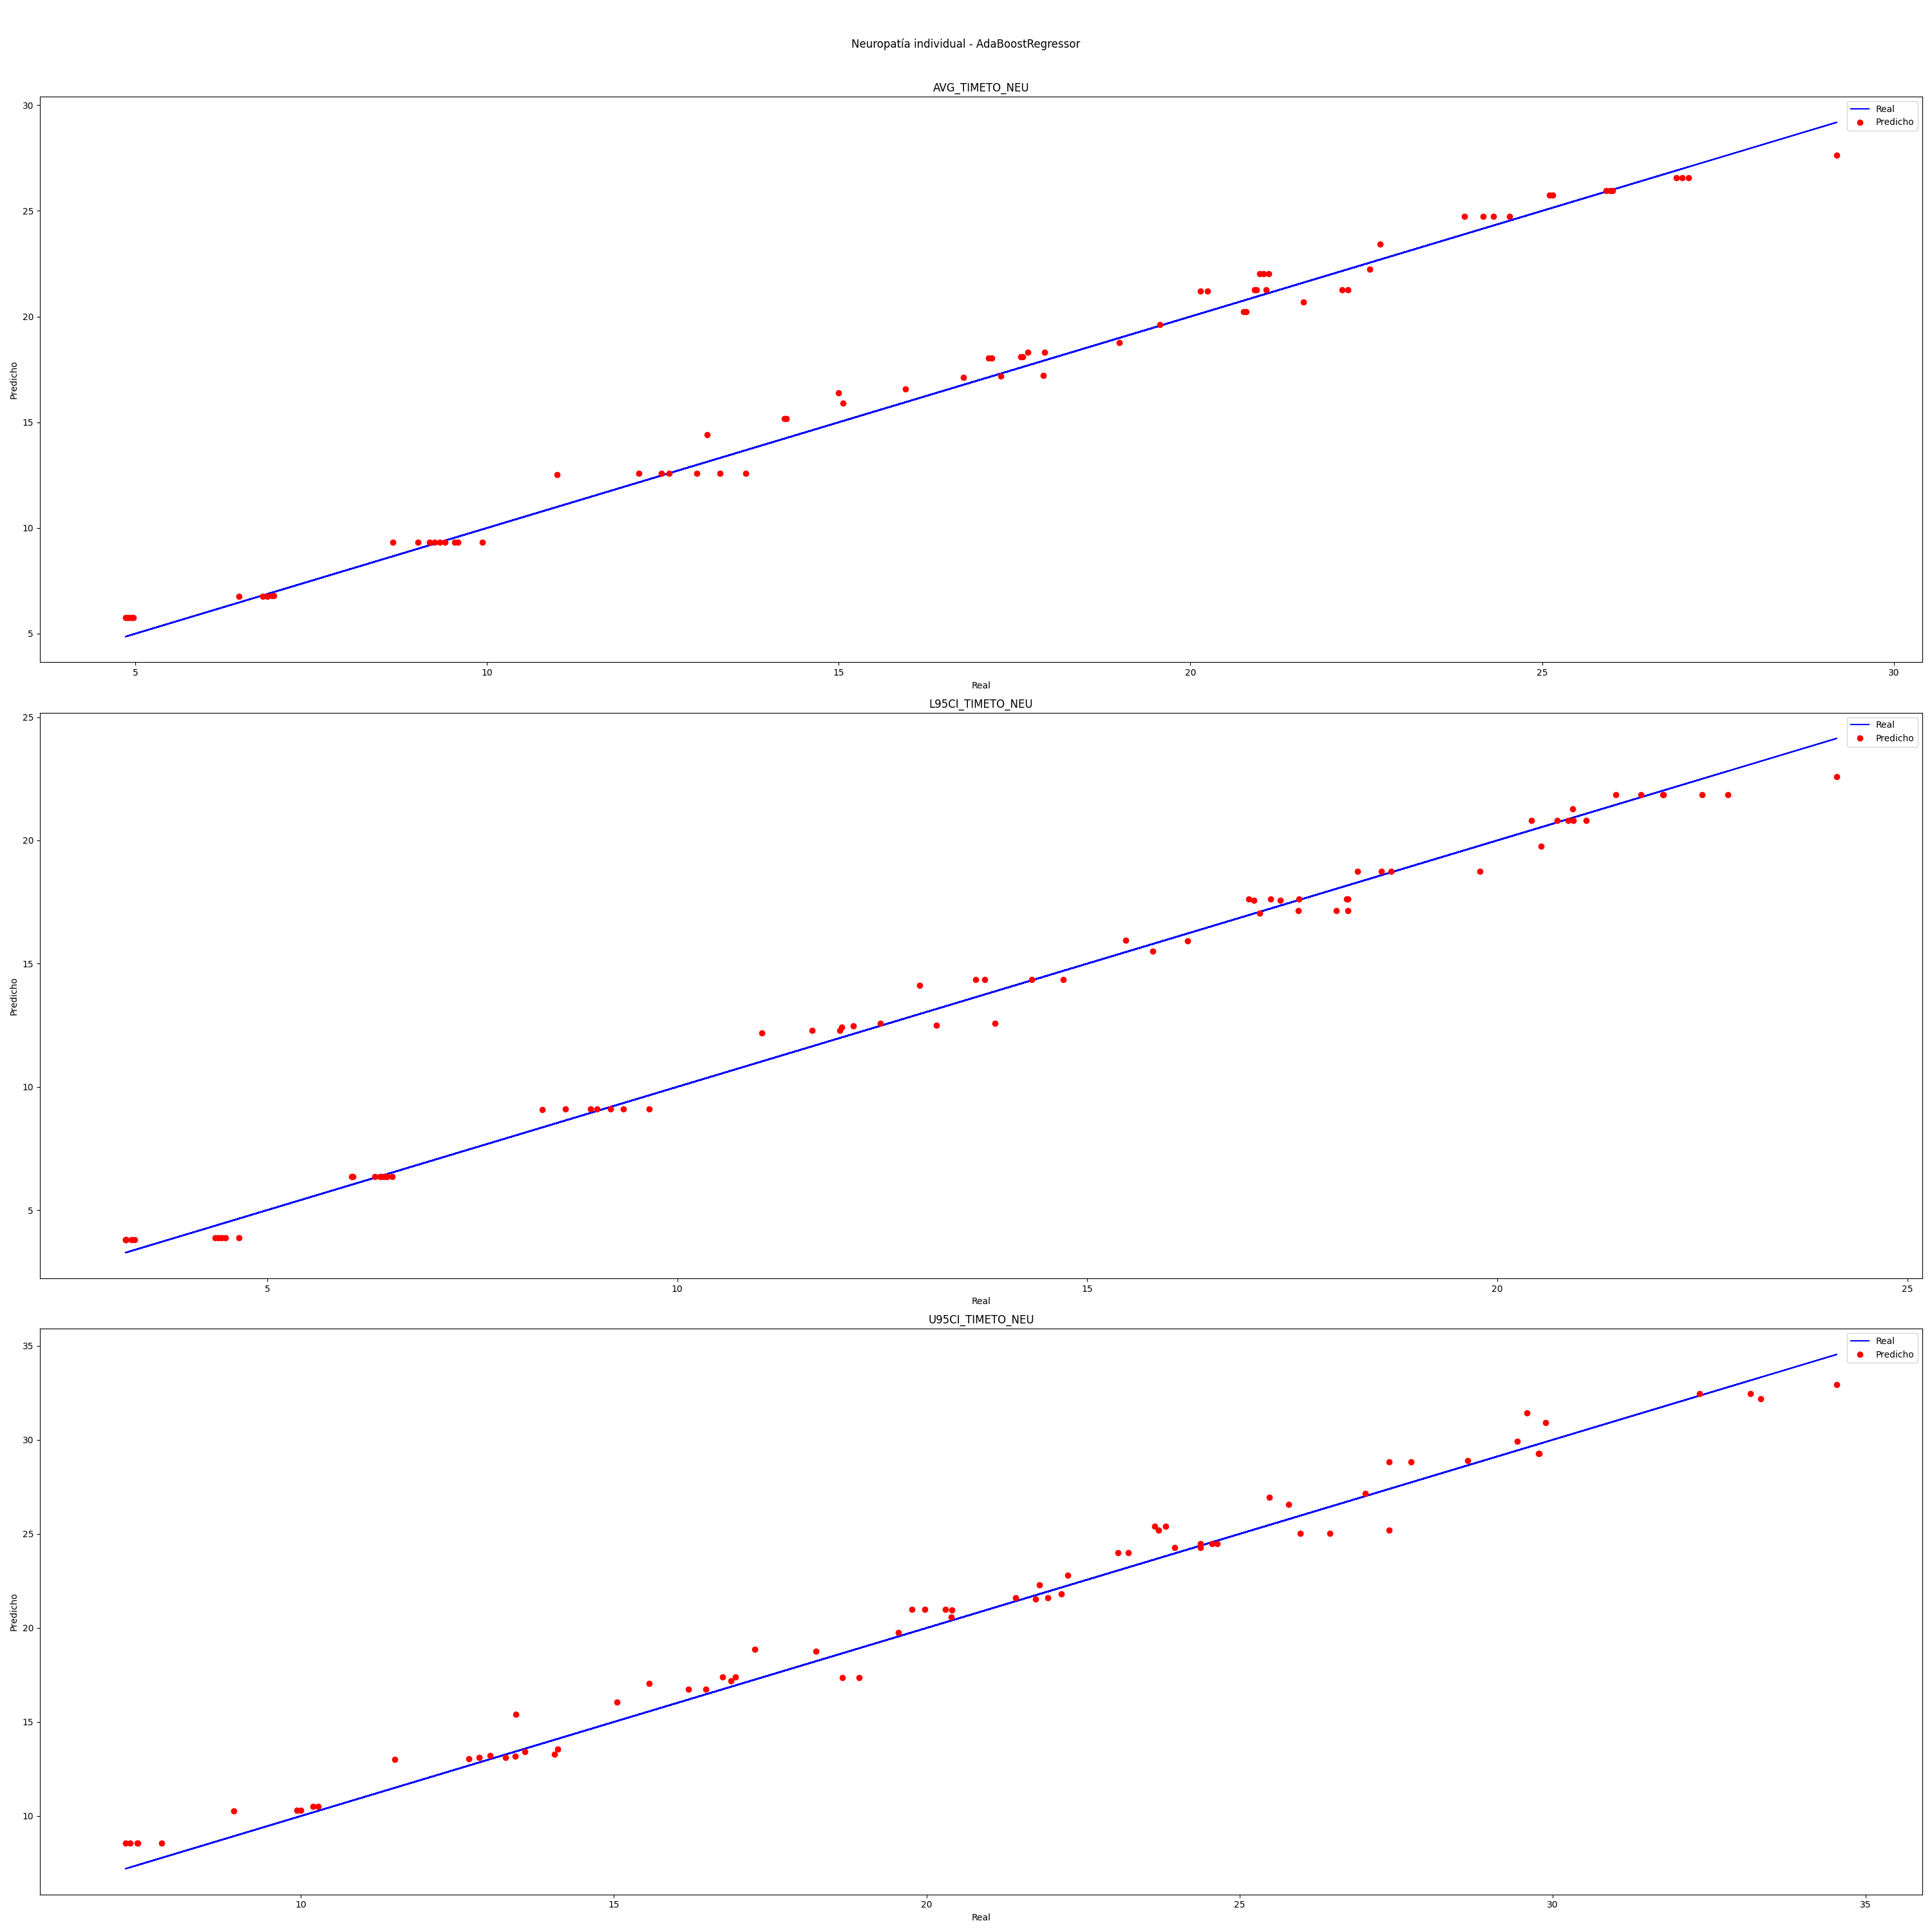 Neuropatía individual - AdaBoostRegressor
AVG_TIMETO_NEU
30
25
20
15
10
5
Predicho
Real
Predicho
5 10 15 20 25 30
Real
L95CI_TIMETO_NEU
25
20
15
10
5
Predicho
Real
Predicho
5 10 15 20 25
Real
U95CI_TIMETO_NEU
35
30
25
20
15
10
Predicho
Real
Predicho
10 15 20 25 30 35
Real